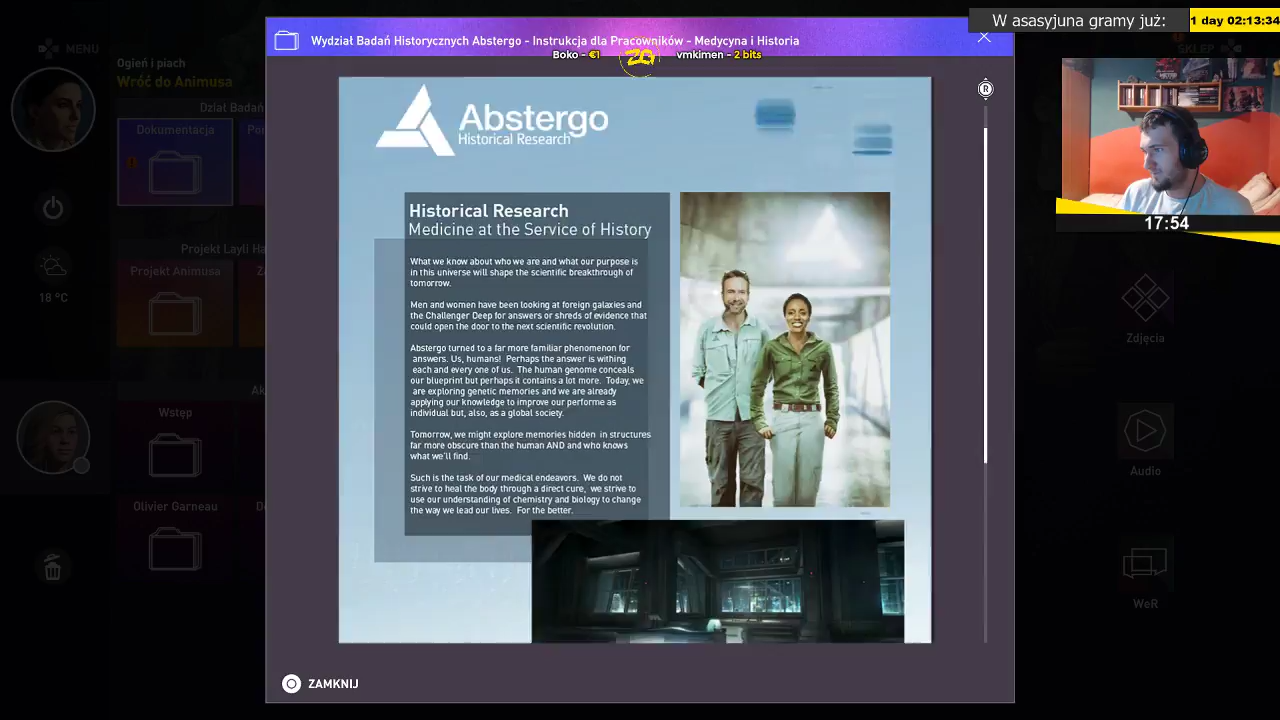 W asasyjuna gramy już:
1 day 02:13:34
Wydział Badań Historycznych Abstergo - Instrukcja dla Pracowników - Medycyna i Historia
Boko - €1
ZQ
vmkimen - 2 bits
MENU
SKLEP
Ogień i piach
Wróć do Animusa
Dział Badań
Dokumentacja
R
Abstergo
Historical Research
Historical Research
Medicine at the Service of History
What we know about who we are and what our purpose is
in this universe will shape the scientific breakthrough of
tomorrow.
Men and women have been looking at foreign galaxies and
the Challenger Deep for answers or shreds of evidence that
could open the door to the next scientific revolution.
Abstergo turned to a far more familiar phenomenon for
answers. Us, humans! Perhaps the answer is withing
each and every one of us. The human genome conceals
our blueprint but perhaps it contains a lot more. Today, we
are exploring genetic memories and we are already
applying our knowledge to improve our performe as
individual but, also, as a global society.
Tomorrow, we might explore memories hidden in structures
far more obscure than the human AND and who knows
what we'll find.
Such is the task of our medical endeavors. We do not
strive to heal the body through a direct cure, we strive to
use our understanding of chemistry and biology to change
the way we lead our lives. For the better.
17:54
Projekt Layli Ha
Projekt Animusa
18 °C
Wstęp
Olivier Garneau
Zdjęcia
Audio
WeR
ZAMKNIJ